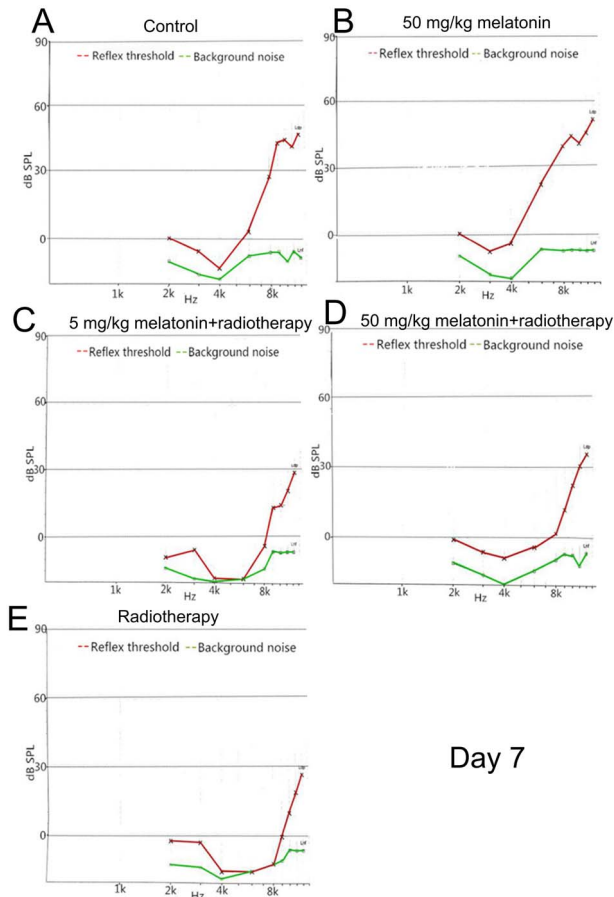 A
Control
90
60
30
0
dB SPL
Reflex threshold Background noise
1k 2k 4k 8k
Hz
B
50 mg/kg melatonin
90
60
30
0
dB SPL
Reflex threshold Background noise
1k 2k 4k 8k
Hz
C
5 mg/kg melatonin+radiotherapy
90
60
30
0
dB SPL
Reflex threshold Background noise
1k 2k 4k 8k
Hz
D
50 mg/kg melatonin+radiotherapy
90
60
30
0
dB SPL
Reflex threshold Background noise
1k 2k 4k 8k
Hz
E
Radiotherapy
90
60
30
0
dB SPL
Reflex threshold Background noise
1k 2k 4k 8k
Hz
Day 7